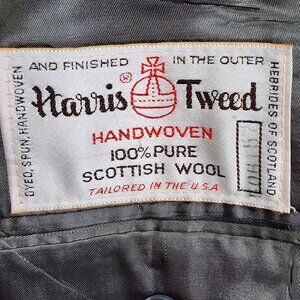 DYED, SPUN, HANDWOVEN
AND FINISHED IN THE OUTER
HEBRIDES OF SCOTLAND
Harris ® Tweed
HANDWOVEN
100% PURE
SCOTTISH WOOL
TAILORED IN THE U.S.A